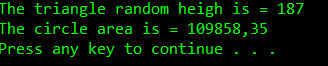 The triangle random heigh is = 187
The circle area is = 109858,35
Press any key to continue . . .